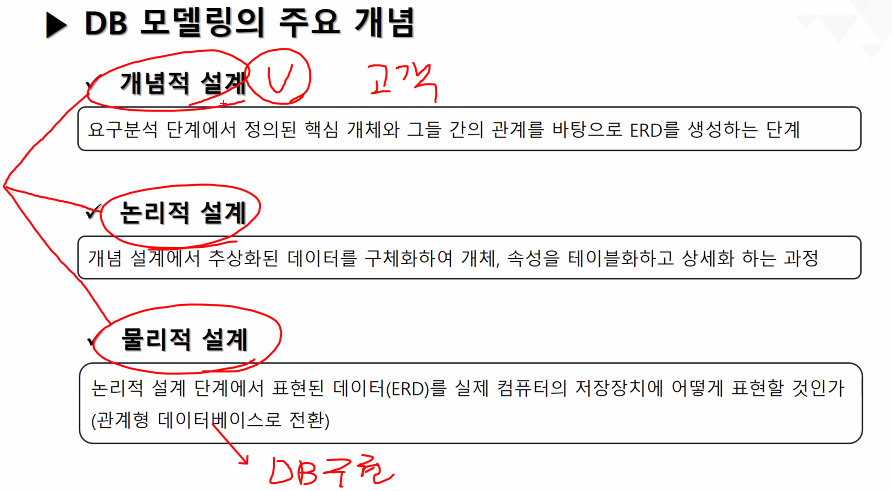 ▶ DB 모델링의 주요 개념
✓ 개념적 설계 V 고객
요구분석 단계에서 정의된 핵심 개체와 그들 간의 관계를 바탕으로 ERD를 생성하는 단계
✓ 논리적 설계
개념 설계에서 추상화된 데이터를 구체화하여 개체, 속성을 테이블화하고 상세화 하는 과정
✓ 물리적 설계
논리적 설계 단계에서 표현된 데이터(ERD)를 실제 컴퓨터의 저장장치에 어떻게 표현할 것인가
(관계형 데이터베이스로 전환)
DB구현